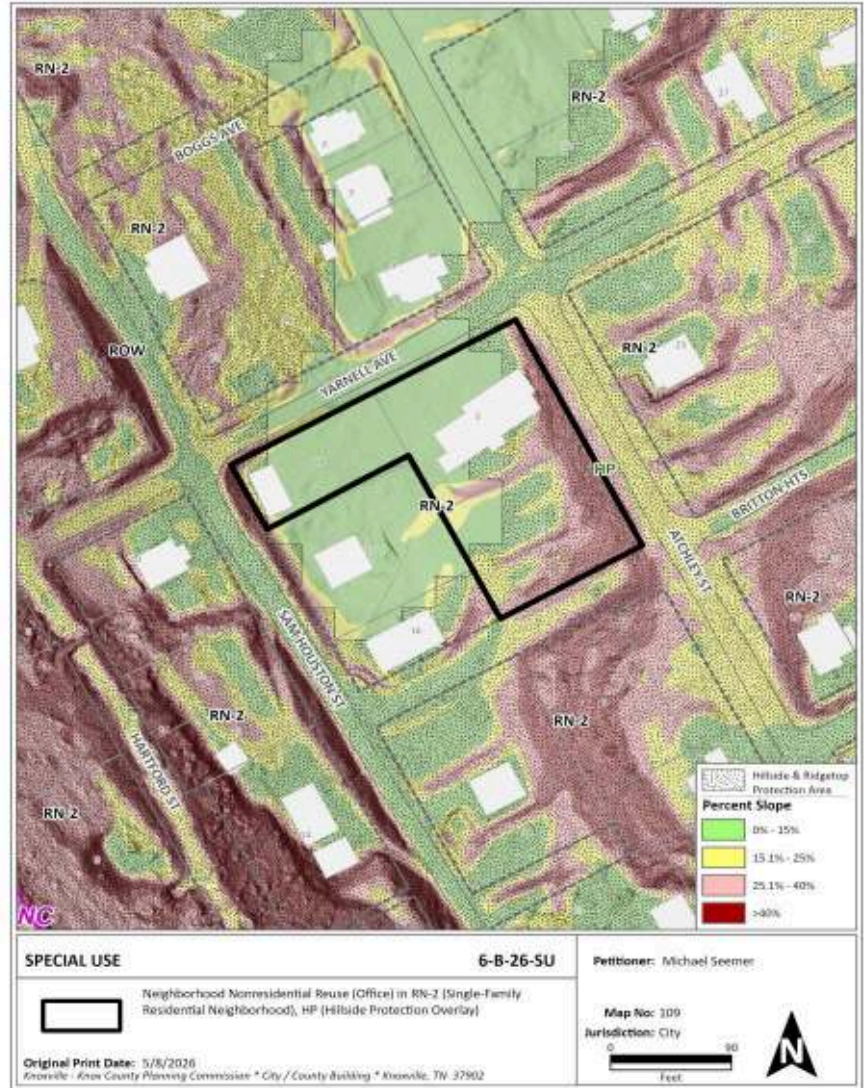 RN-2
BOGGS AVE
RN-2
RN-2
ROW
YARNELL AVE
RN-2
HP
RN-2
BRITTON HTS
AICHLEY ST
RN-2
SAM HOUSTON ST
RN-2
RN-2
HARTFORD ST
RN-2
NC
Hillside & Ridgetop
Protection Area
Percent Slope
0% - 15%
15.1% - 25%
25.1% - 40%
>40%
SPECIAL USE
6-B-26-SU
Neighborhood Nonresidential Reuse (Office) in RN-2 (Single-Family
Residential Neighborhood), HP (Hillside Protection Overlay)
Original Print Date: 5/8/2026
Knoville - Knox County Planning Commission * City / County Building * Knoxville, TN 37902
Petitioner: Michael Seemer
Map No: 109
Jurisdiction: City
0 90
Feet
N